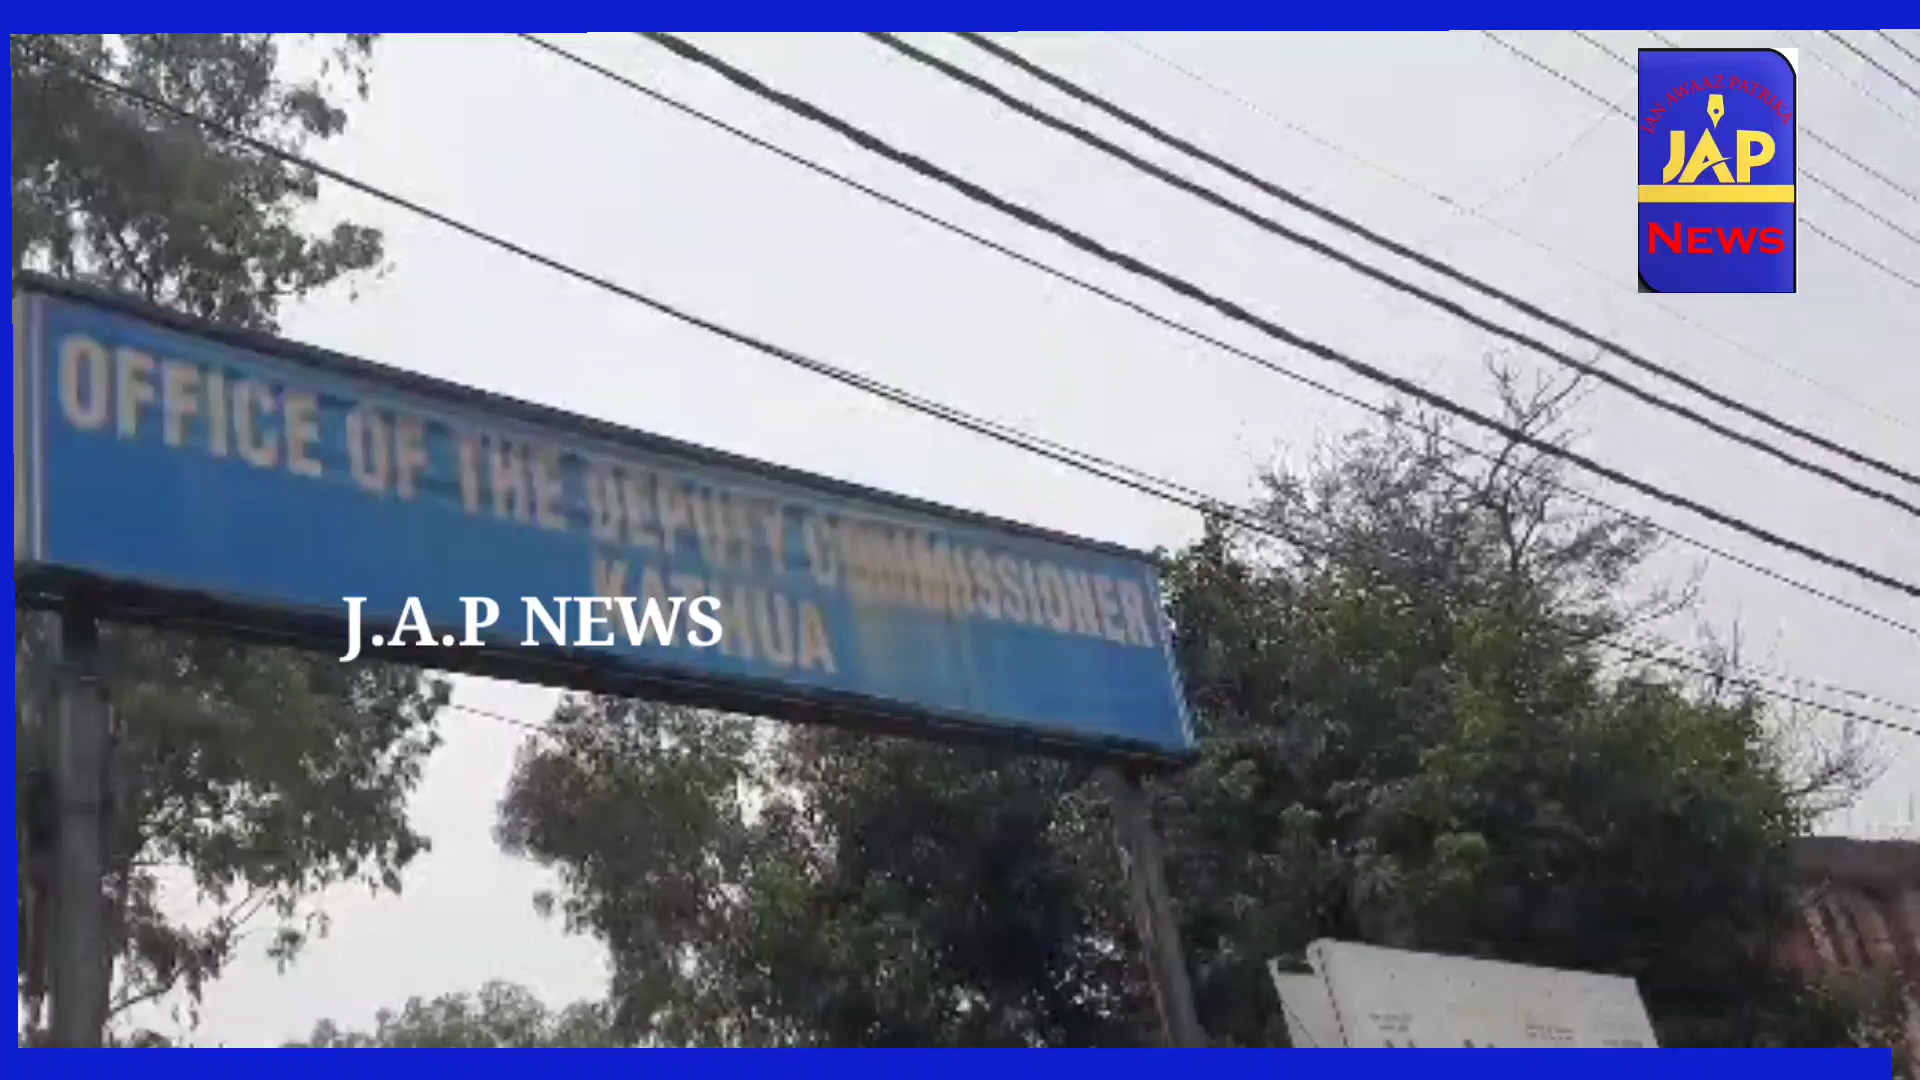 JAN AWAAZ PATRIKA
JAP
NEWS
OFFICE OF THE DEPUTY COMMISSIONER
KATHUA
J.A.P NEWS